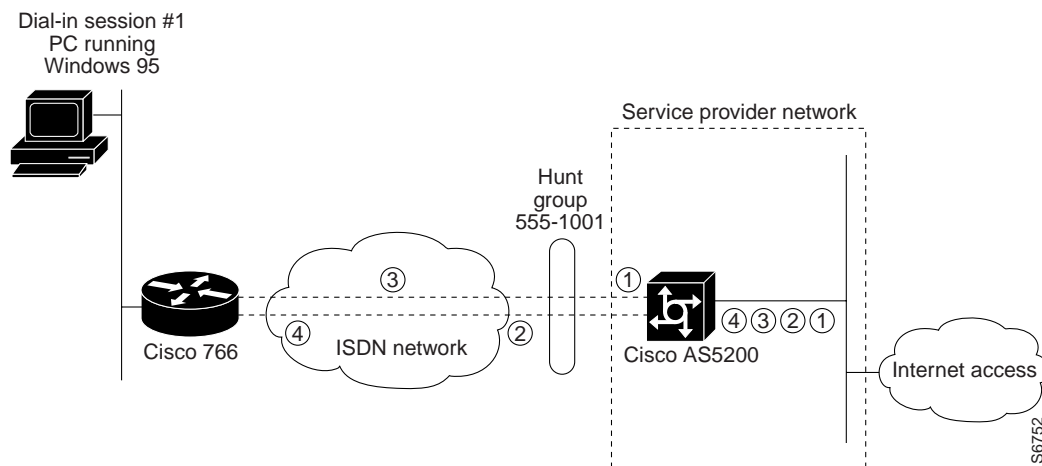 Dial-in session #1
PC running
Windows 95
Service provider network
Hunt
group
555-1001
3
1
4
2
4 3 2 1
Cisco 766
ISDN network
Cisco AS5200
Internet access
S6752